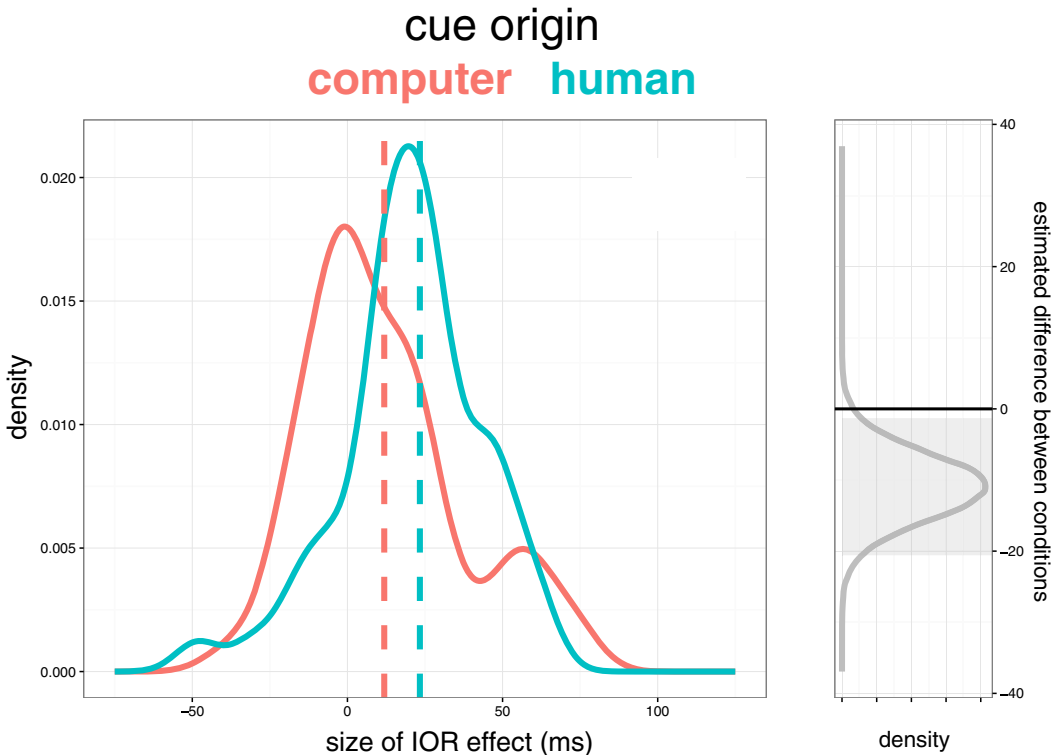 cue origin
computer human
density
0.020
0.015
0.010
0.005
0.000
−50 0 50 100
size of IOR effect (ms)
40
20
0
−20
−40
estimated difference between conditions
density